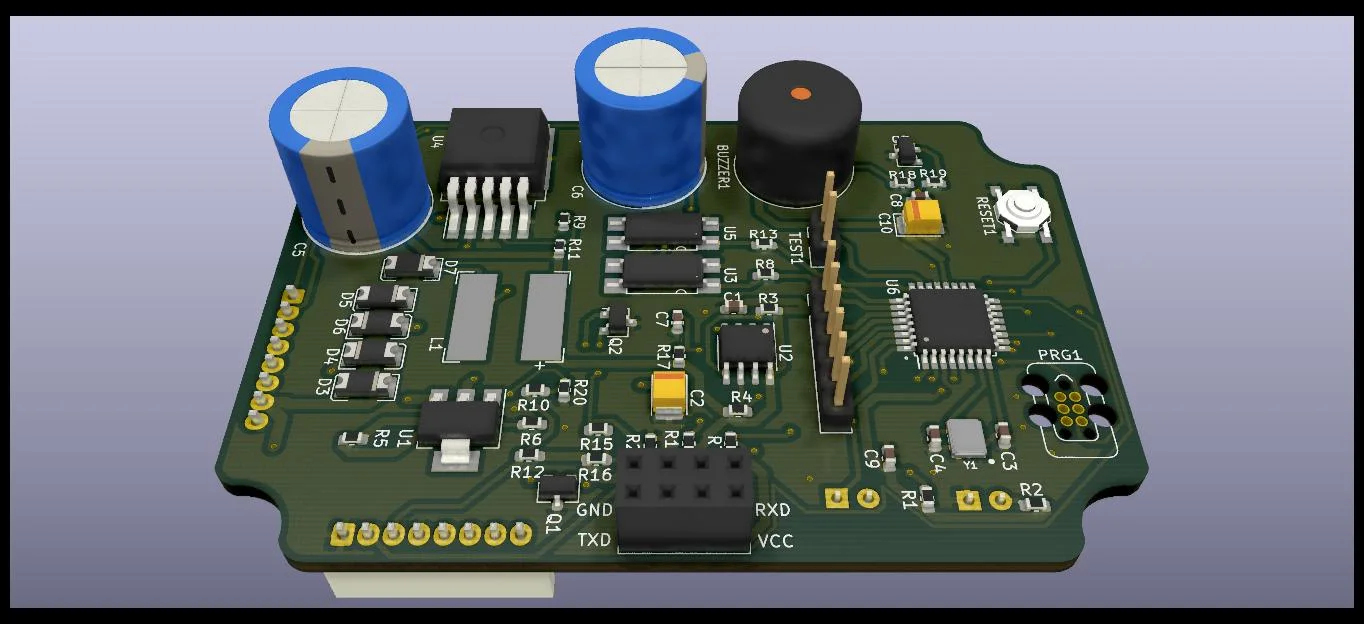 U4
C6
BUZZER1
R18 R19
C8
C10
RESET1
C5
R9
R11
U5
R13
TEST1
D7
U3
R8
D5
U6
C1
R3
D6
C7
Q2
L1
R17
U2
D4
PRG1
+
D3
R10
R20
C2
R4
R5
U1
R6
R15
R1
R12
R16
C9
C4
Y1
C3
Q1
GND
RXD
R1
R2
TXD
VCC